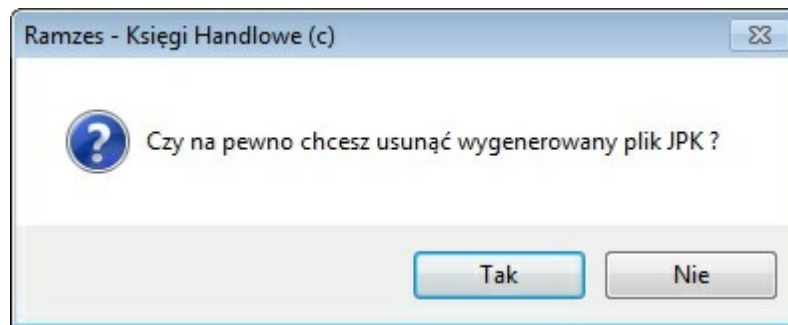 Ramzes - Księgi Handlowe (c)
Czy na pewno chcesz usunąć wygenerowany plik JPK ?
Tak Nie